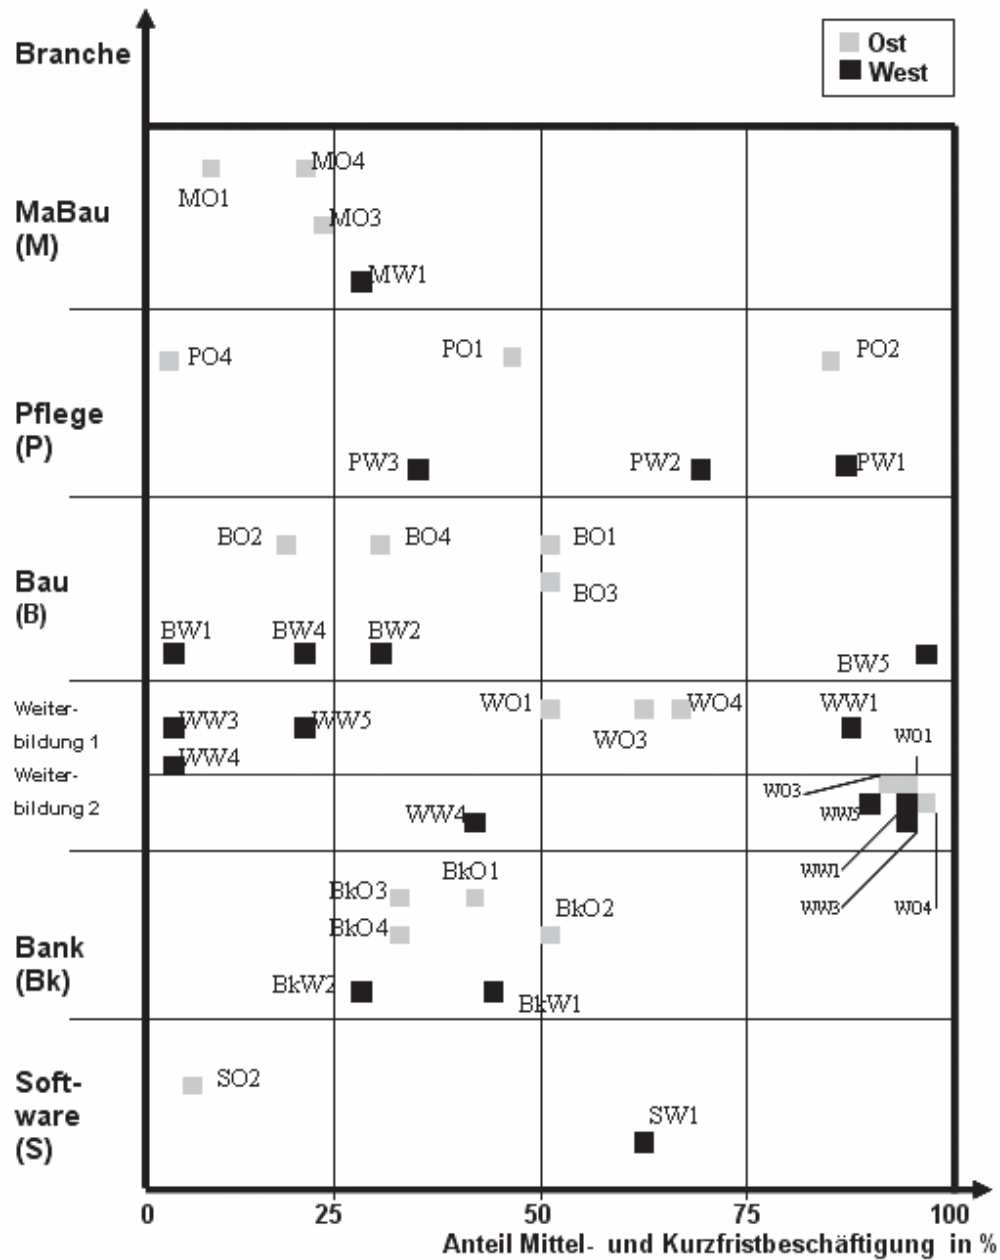 Branche
Ost
West
MO4
MO1
MaBau
(M)
MO3
MW1
PO4
PO1
PO2
Pflege
(P)
PW3
PW2
PW1
BO2
BO4
BO1
Bau
(B)
BO3
BW1
BW4
BW2
BW5
Weiter-
bildung 1
WW3
WW5
WO1
WO3
WO4
WW1
WW4
WO1
Weiter-
bildung 2
WO3
WW4
WW5
WW1
WW3
WO4
BkO3
BkO1
BkO4
BkO2
Bank
(Bk)
BkW2
BkW1
Soft-
ware
(S)
SO2
SW1
0 25 50 75 100
Anteil Mittel- und Kurzfristbeschäftigung in %